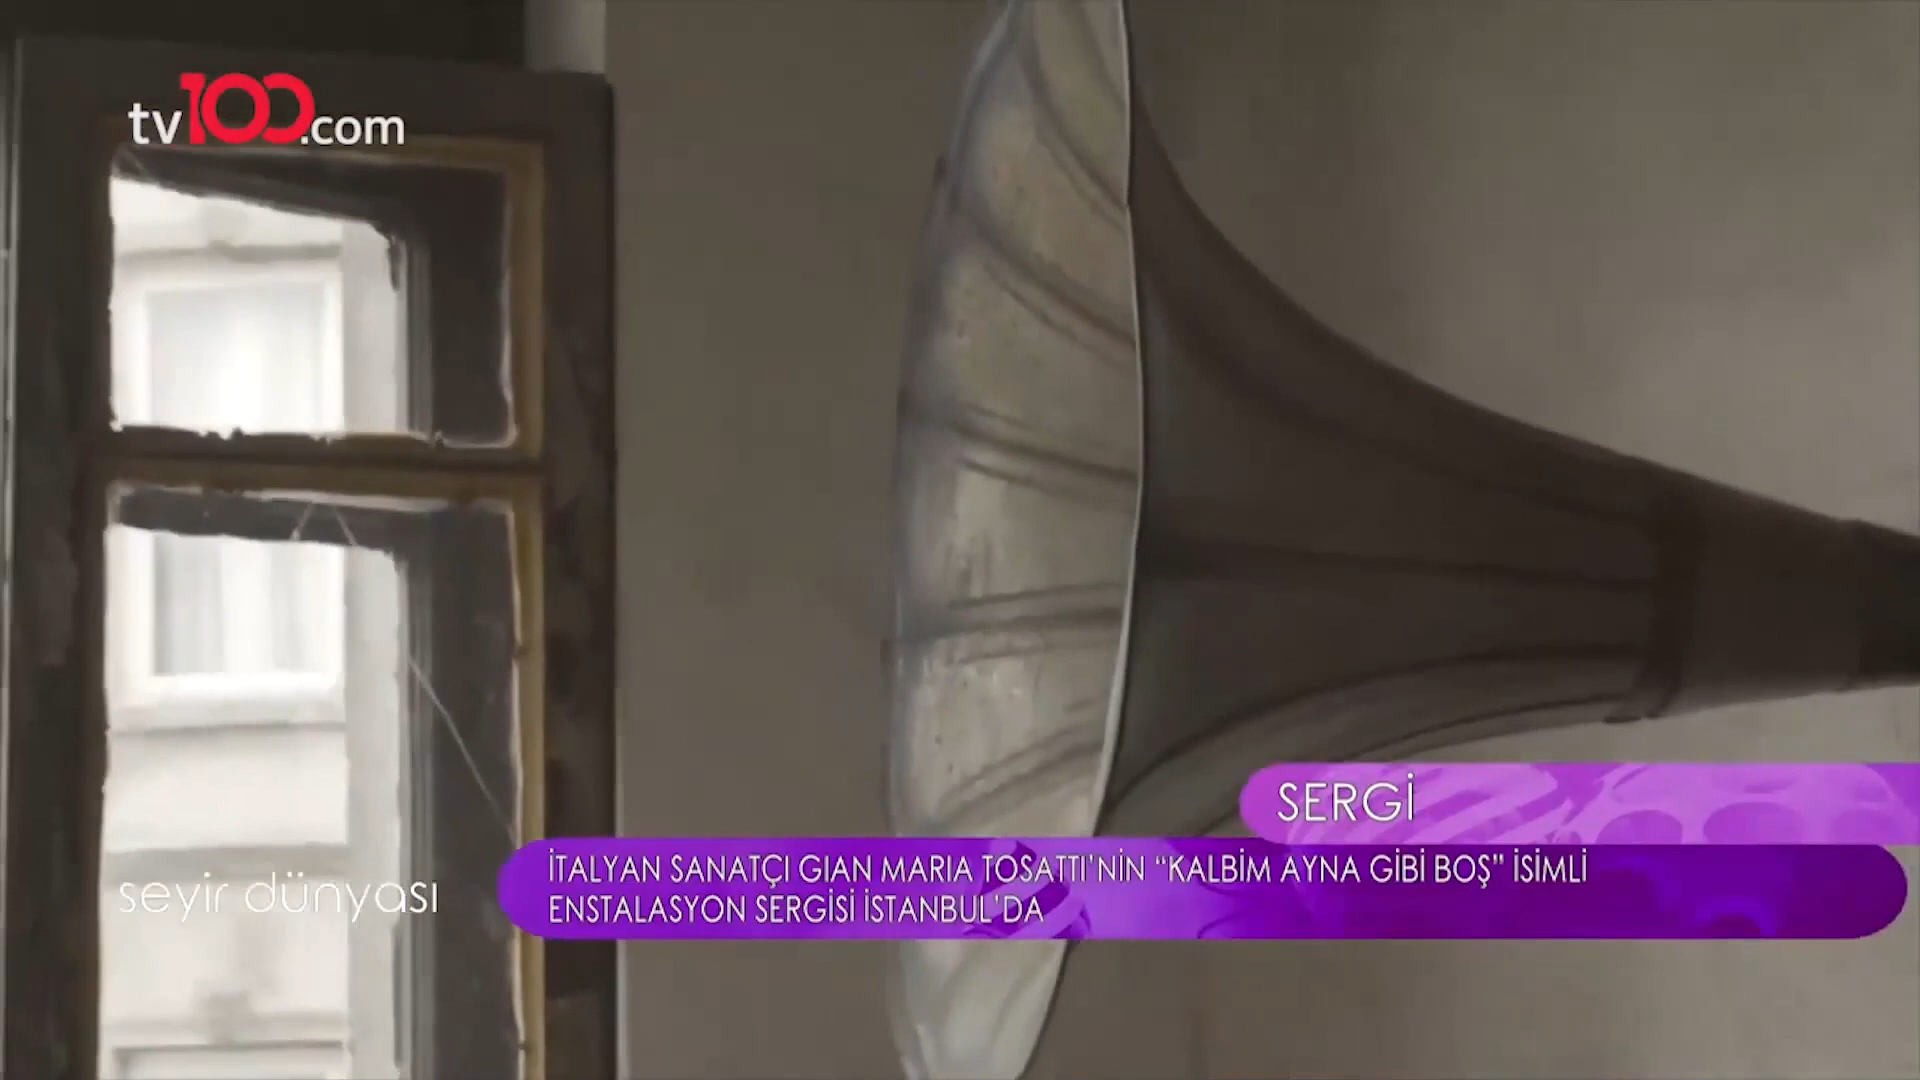 tv100.com
SERGİ
İTALYAN SANATÇI GIAN MARIA TOSATTI'NİN “KALBİM AYNA GİBİ BOŞ” İSİMLİ
ENSTALASYON SERGİSİ İSTANBUL'DA
seyir dünyası